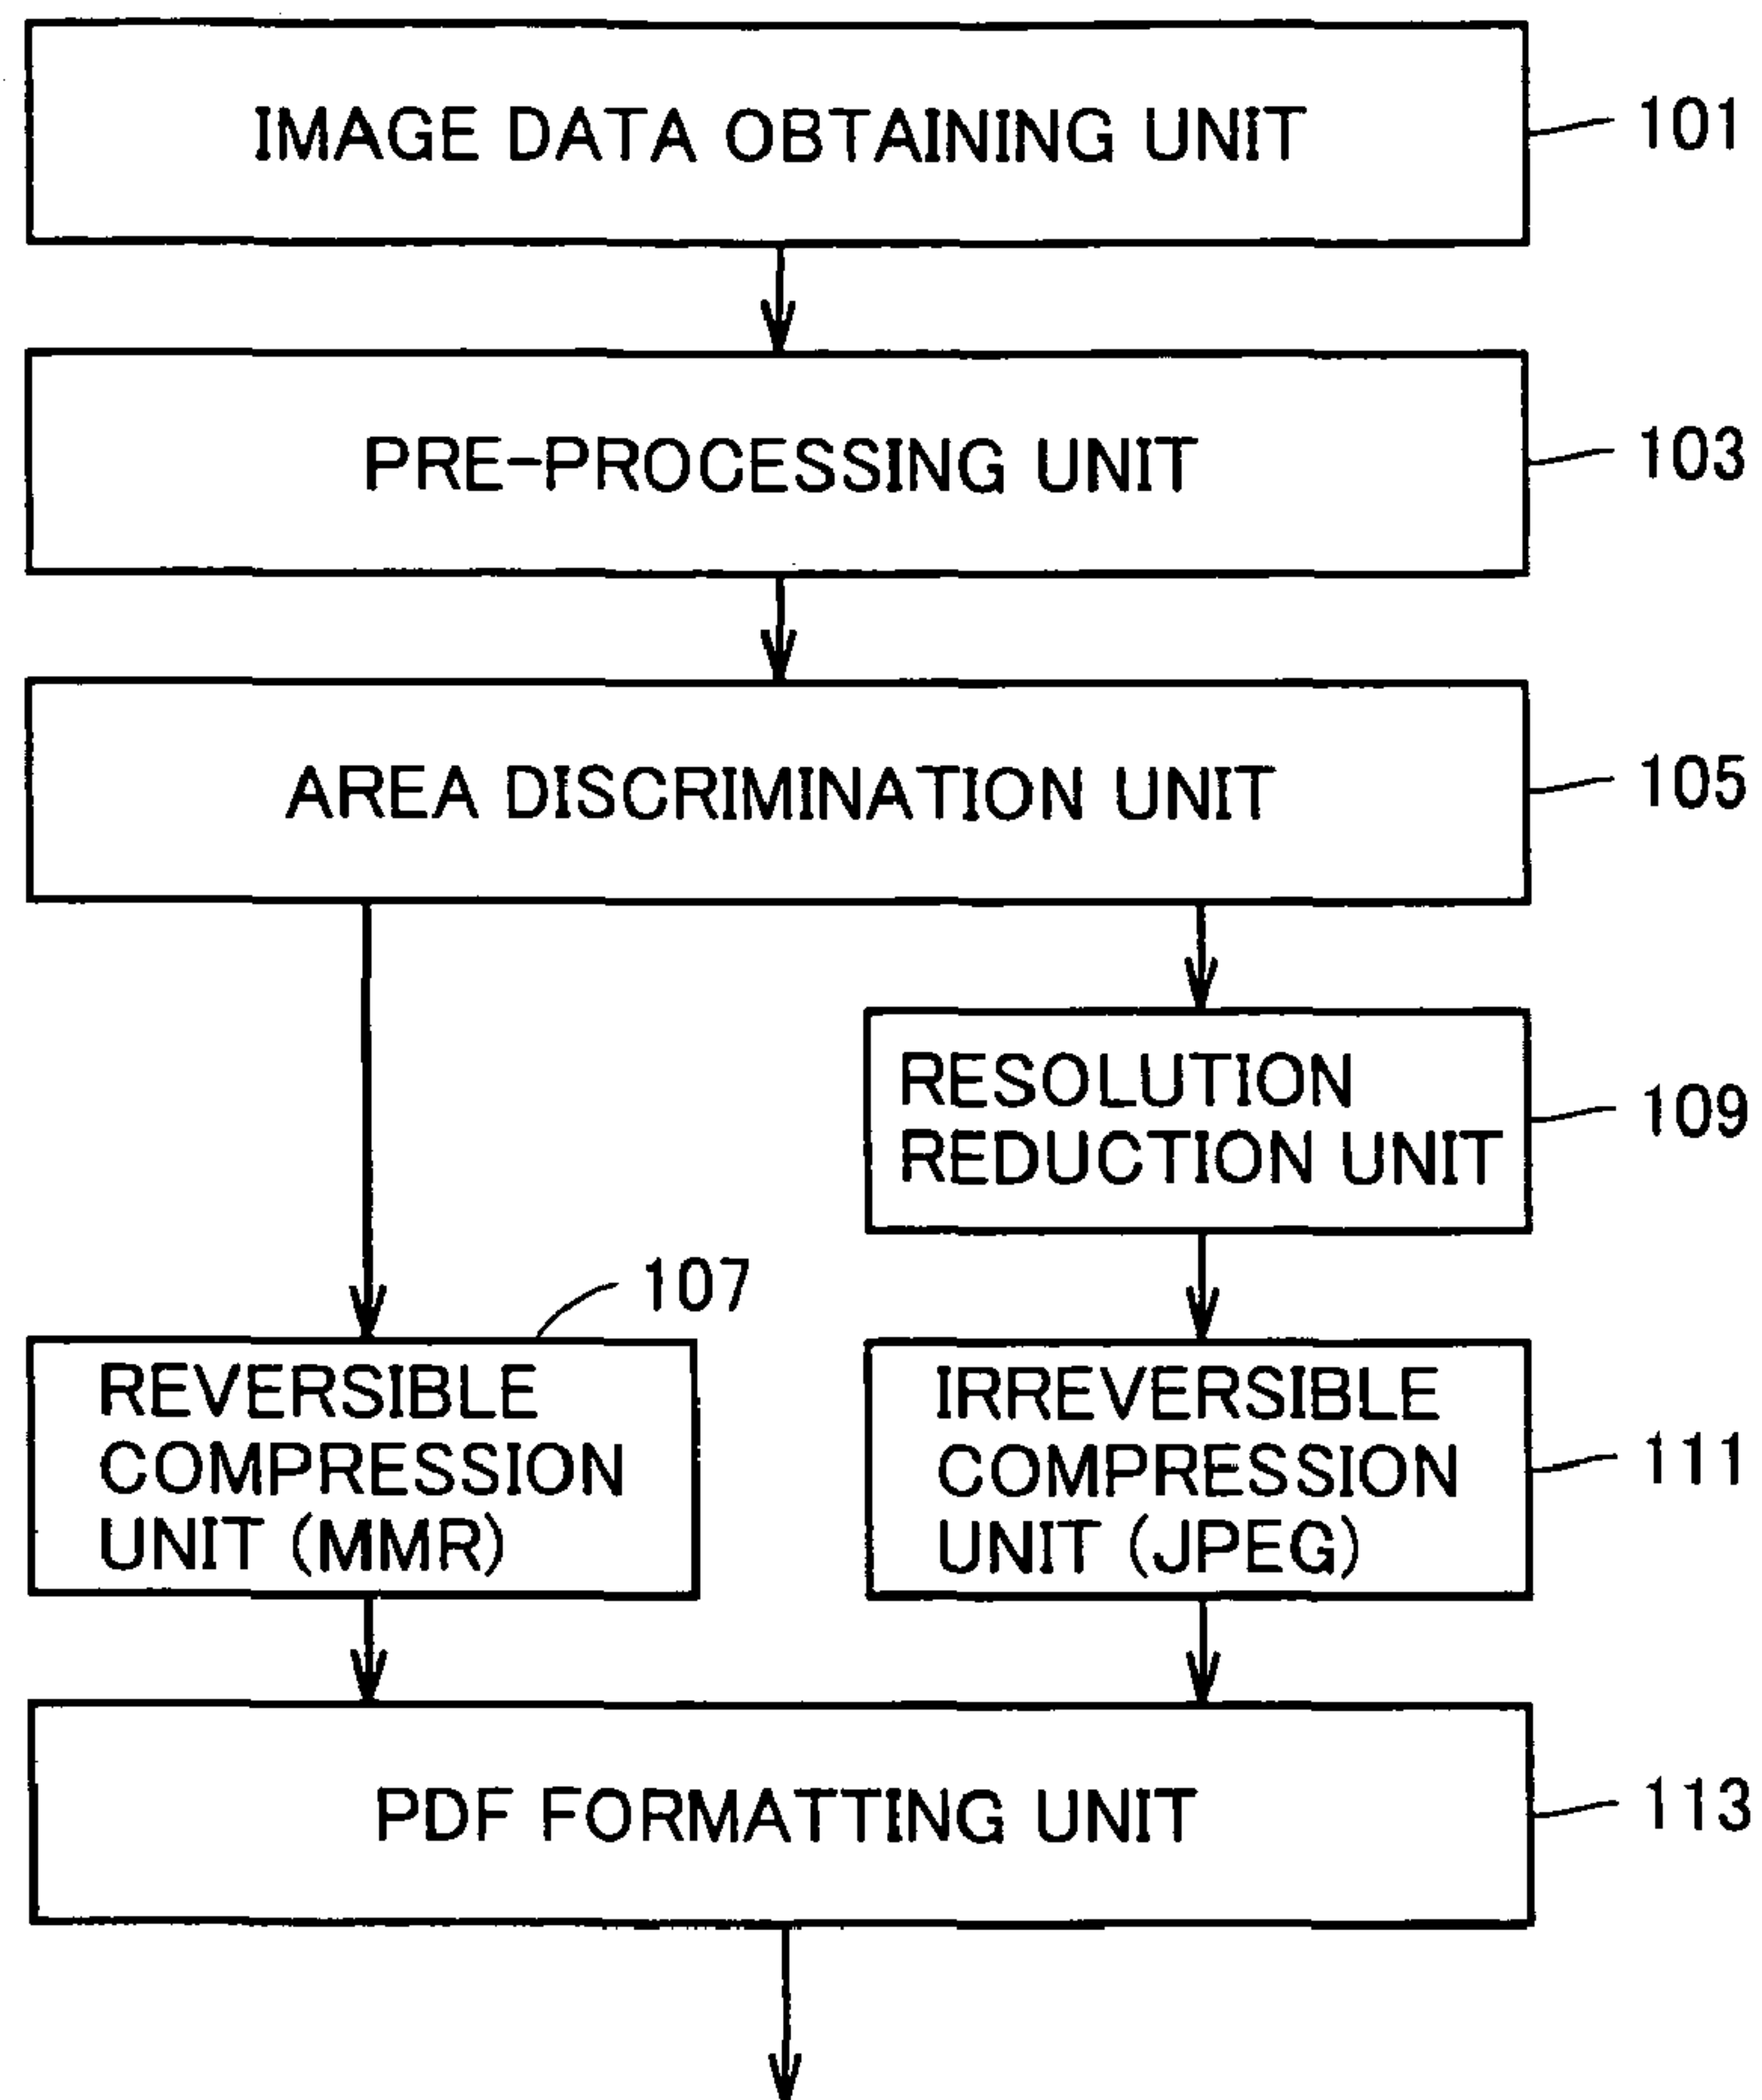 IMAGE DATA OBTAINING UNIT
101
PRE-PROCESSING UNIT
103
AREA DISCRIMINATION UNIT
105
RESOLUTION
REDUCTION UNIT
109
107
REVERSIBLE
COMPRESSION
UNIT (MMR)
IRREVERSIBLE
COMPRESSION
UNIT (JPEG)
111
PDF FORMATTING UNIT
113